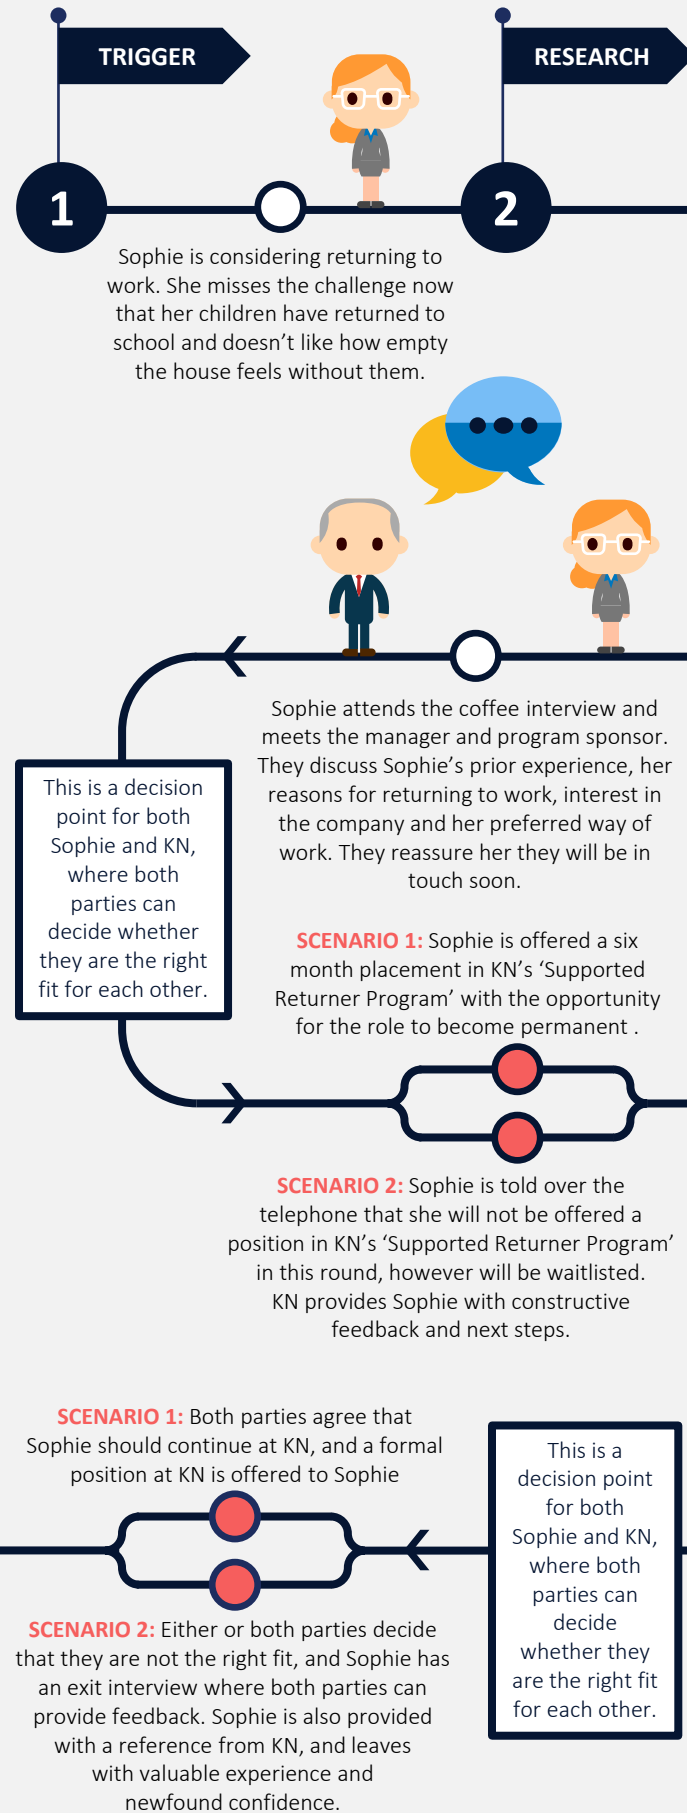 TRIGGER
RESEARCH
1
2
Sophie is considering returning to
work. She misses the challenge now
that her children have returned to
school and doesn't like how empty
the house feels without them.
Sophie attends the coffee interview and
meets the manager and program sponsor.
They discuss Sophie's prior experience, her
reasons for returning to work, interest in
the company and her preferred way of
work. They reassure her they will be in
touch soon.
This is a decision
point for both
Sophie and KN,
where both
parties can
decide whether
they are the right
fit for each other.
SCENARIO 1: Sophie is offered a six
month placement in KN's 'Supported
Returner Program' with the opportunity
for the role to become permanent .
SCENARIO 2: Sophie is told over the
telephone that she will not be offered a
position in KN's 'Supported Returner Program'
in this round, however will be waitlisted.
KN provides Sophie with constructive
feedback and next steps.
SCENARIO 1: Both parties agree that
Sophie should continue at KN, and a formal
position at KN is offered to Sophie
This is a
decision point
for both
Sophie and KN,
where both
parties can
decide
whether they
are the right fit
for each other.
SCENARIO 2: Either or both parties decide
that they are not the right fit, and Sophie has
an exit interview where both parties can
provide feedback. Sophie is also provided
with a reference from KN, and leaves
with valuable experience and
newfound confidence.